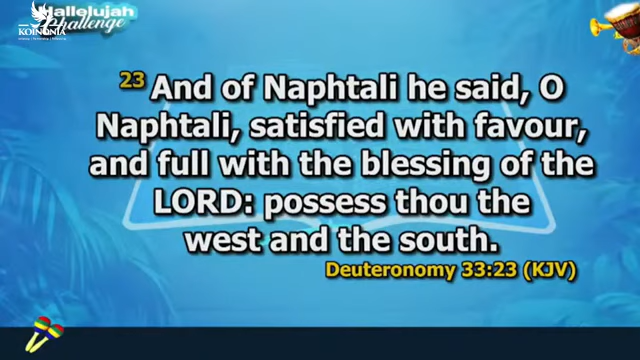 Hallelujah
Challenge
KOINONIA
23 And of Naphtali he said, O
Naphtali, satisfied with favour,
and full with the blessing of the
LORD: possess thou the
west and the south.
Deuteronomy 33:23 (KJV)